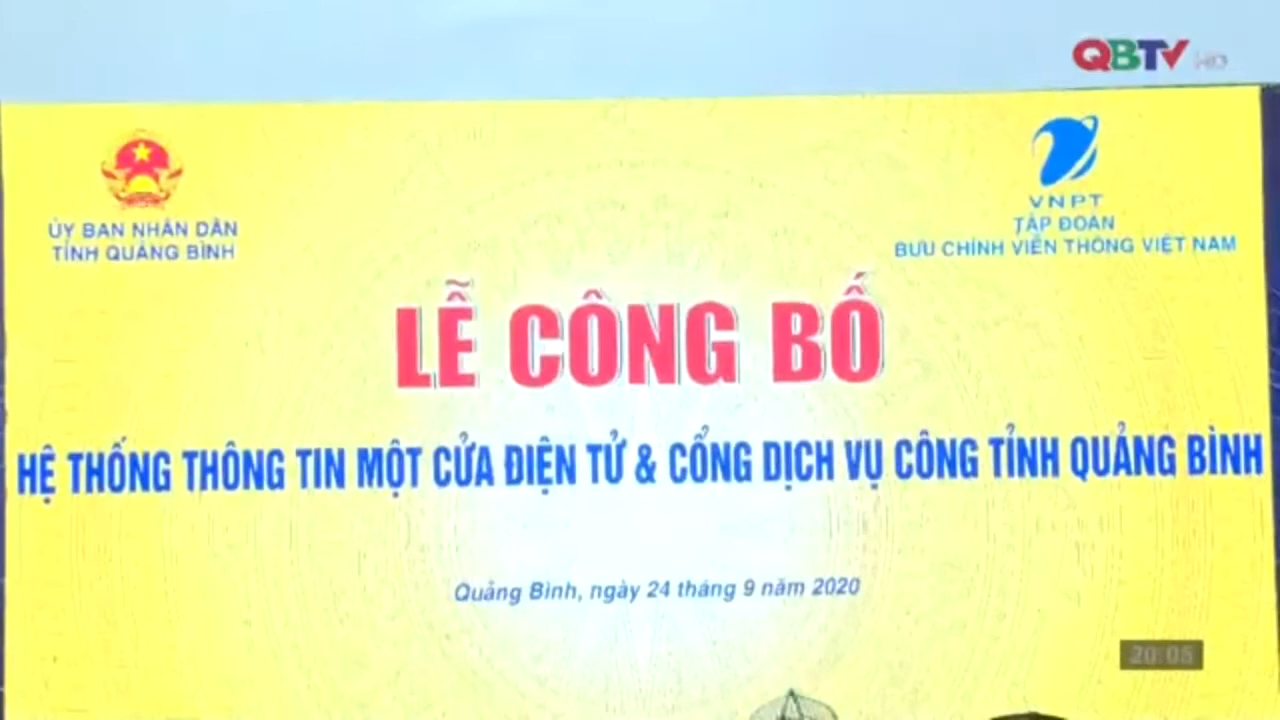 QBTV HD
ỦY BAN NHÂN DÂN
TỈNH QUẢNG BÌNH
VNPT
TẬP ĐOÀN
BƯU CHÍNH VIỄN THÔNG VIỆT NAM
LỄ CÔNG BỐ
HỆ THỐNG THÔNG TIN MỘT CỬA ĐIỆN TỬ & CỔNG DỊCH VỤ CÔNG TỈNH QUẢNG BÌNH
Quảng Bình, ngày 24 tháng 9 năm 2020
20:05